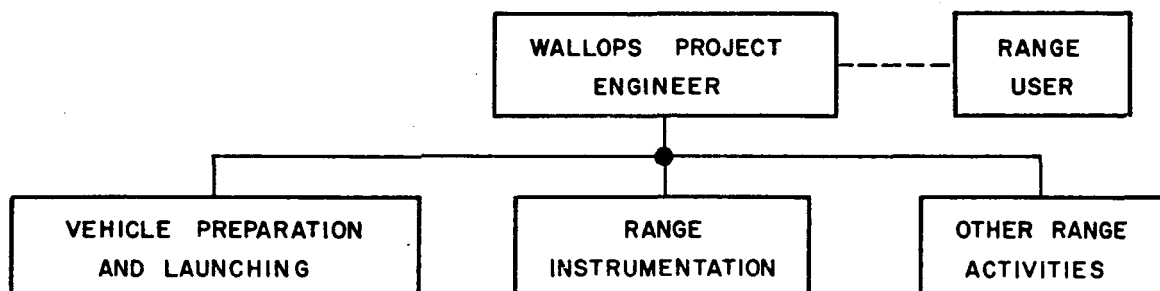 WALLOPS PROJECT
ENGINEER
RANGE
USER
VEHICLE PREPARATION
AND LAUNCHING
RANGE
INSTRUMENTATION
OTHER RANGE
ACTIVITIES